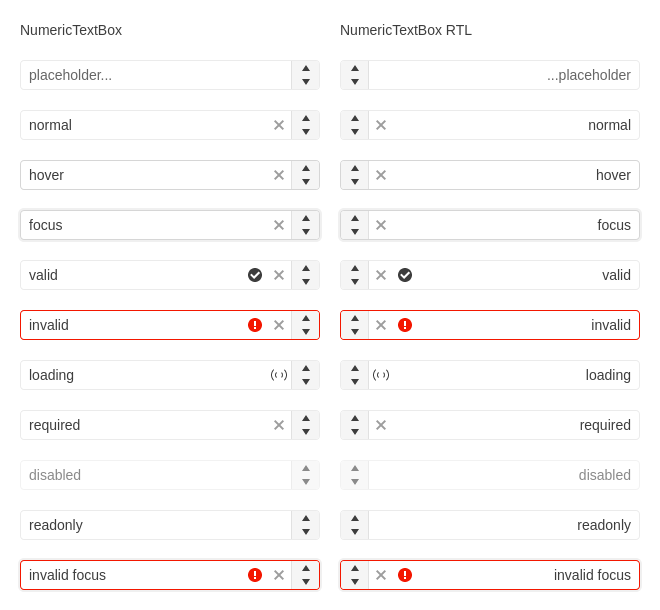 NumericTextBox NumericTextBox RTL
placeholder... ...placeholder
normal normal
hover hover
focus focus
valid valid
invalid invalid
loading loading
required required
disabled disabled
readonly readonly
invalid focus invalid focus